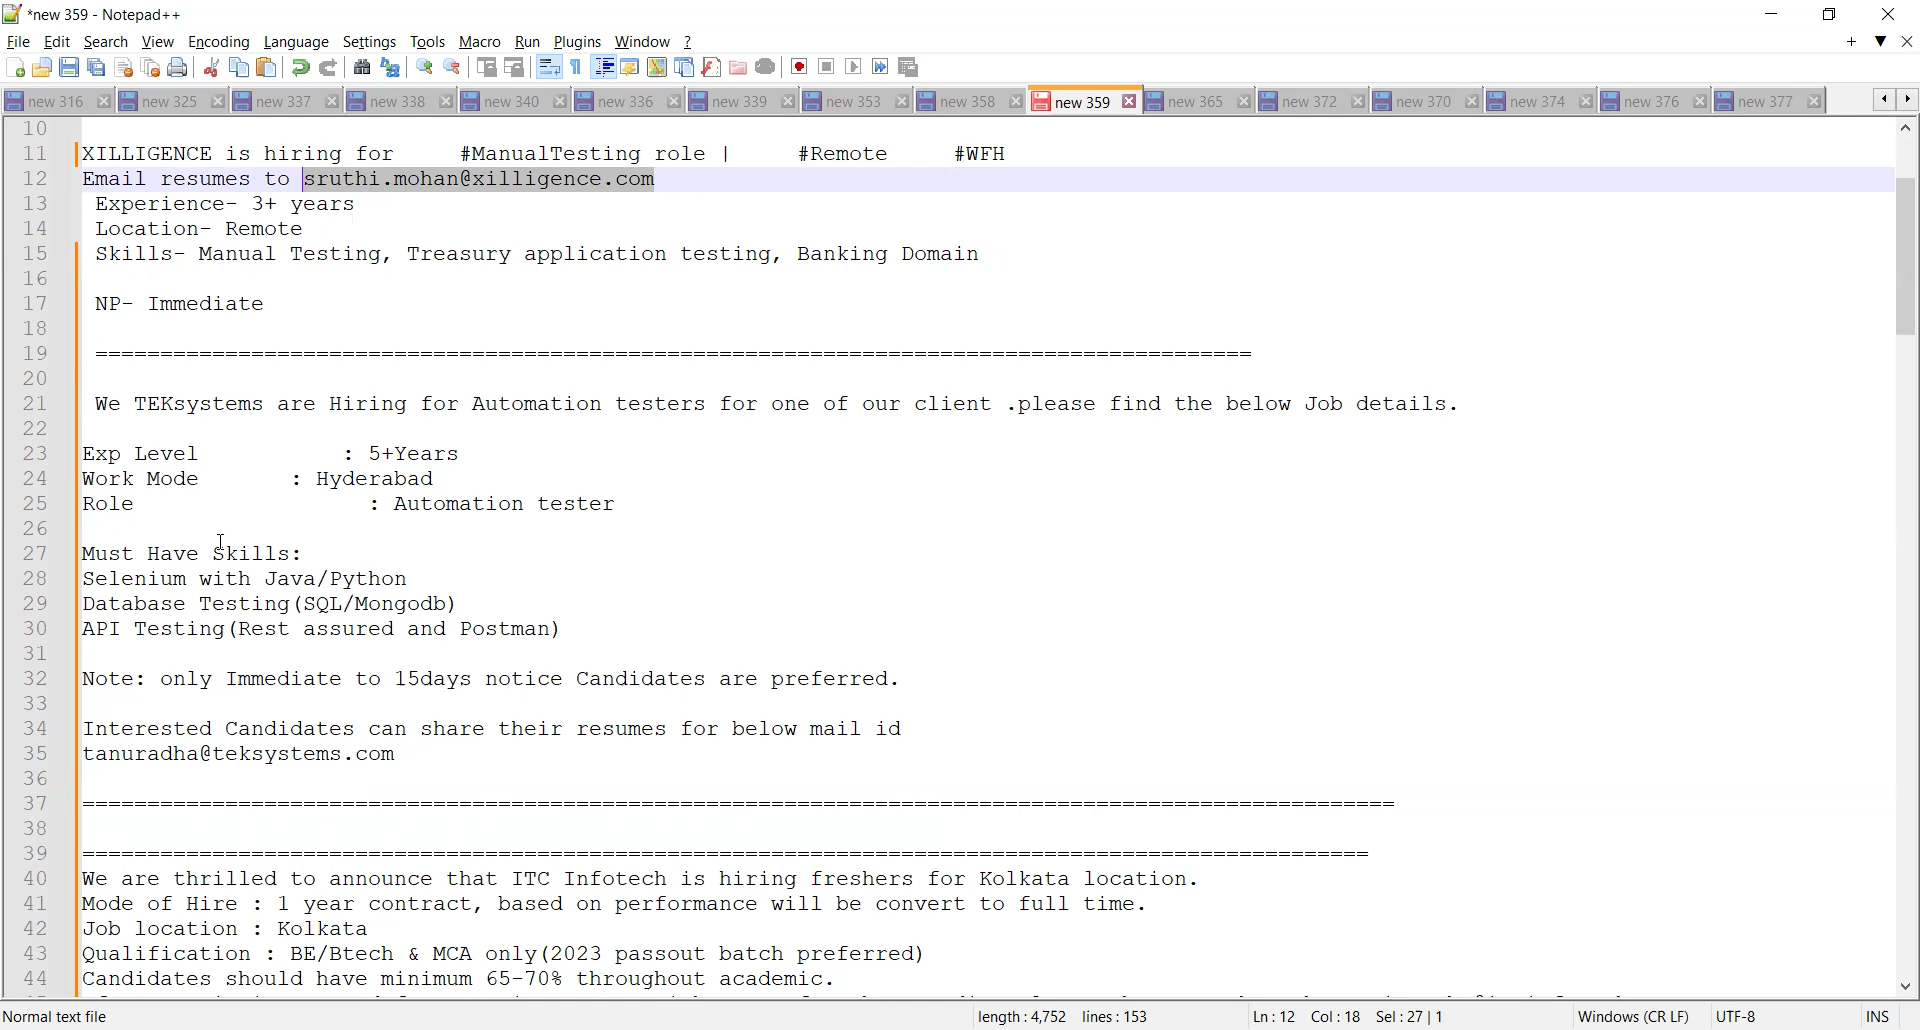 *new 359 - Notepad++
File Edit Search View Encoding Language Settings Tools Macro Run Plugins Window ?
new 316 new 325 new 337 new 338 new 340 new 336 new 339 new 353 new 358 new 359 new 365 new 372 new 370 new 374 new 376 new 377
10
11 XILLIGENCE is hiring for #ManualTesting role | #Remote #WFH
12 Email resumes to sruthi.mohan@xilligence.com
13 Experience- 3+ years
14 Location- Remote
15 Skills- Manual Testing, Treasury application testing, Banking Domain
16
17 NP- Immediate
18
19 =========================================================================================
20
21 We TEKsystems are Hiring for Automation testers for one of our client .please find the below Job details.
22
23 Exp Level : 5+Years
24 Work Mode : Hyderabad
25 Role : Automation tester
26
27 Must Have Skills:
28 Selenium with Java/Python
29 Database Testing(SQL/Mongodb)
30 API Testing(Rest assured and Postman)
31
32 Note: only Immediate to 15days notice Candidates are preferred.
33
34 Interested Candidates can share their resumes for below mail id
35 tanuradha@teksystems.com
36
37 =====================================================================================================
38
39 ===================================================================================================
40 We are thrilled to announce that ITC Infotech is hiring freshers for Kolkata location.
41 Mode of Hire : 1 year contract, based on performance will be convert to full time.
42 Job location : Kolkata
43 Qualification : BE/Btech & MCA only(2023 passout batch preferred)
44 Candidates should have minimum 65-70% throughout academic.
Normal text file length : 4,752 lines : 153 Ln : 12 Col : 18 Sel : 27 | 1 Windows (CR LF) UTF-8 INS